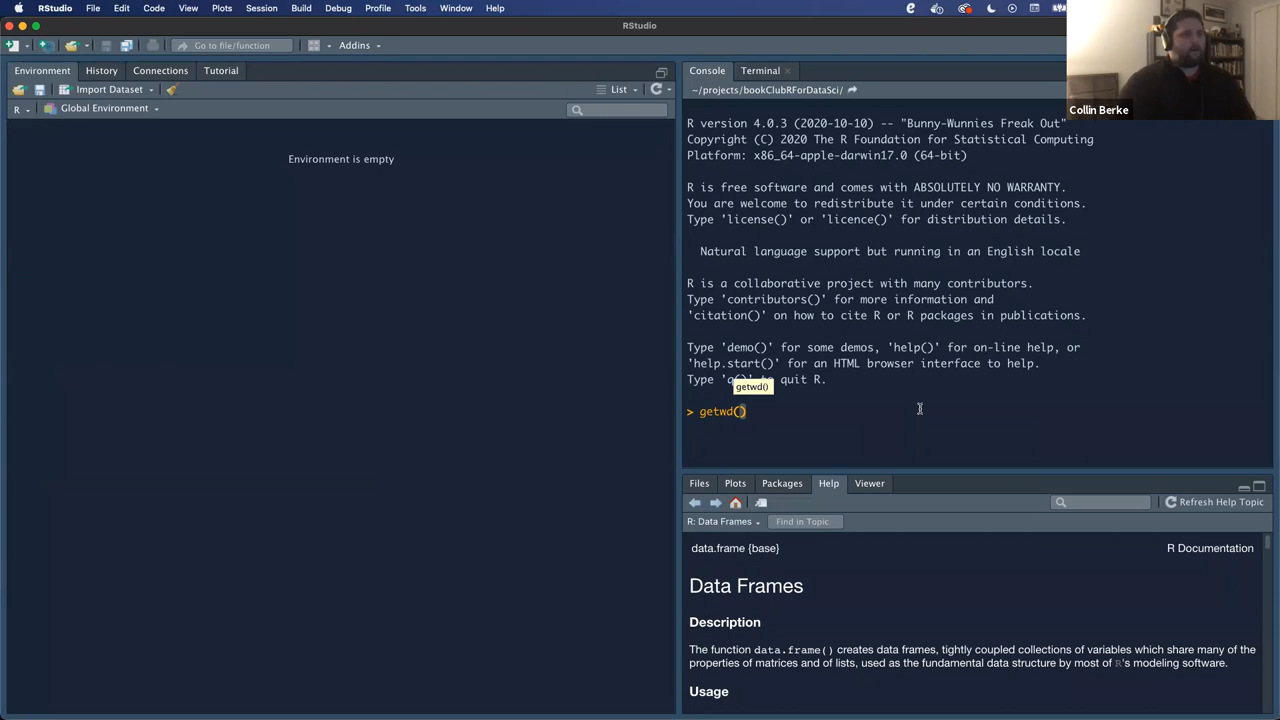 RStudio File Edit Code View Plots Session Build Debug Profile Tools Window Help
RStudio
Go to file/function Addins
Environment History Connections Tutorial
Import Dataset List
R Global Environment
Environment is empty
Console Terminal
~/projects/bookClubRForDataSci/
Collin Berke
R version 4.0.3 (2020-10-10) -- "Bunny-Wunnies Freak Out"
Copyright (C) 2020 The R Foundation for Statistical Computing
Platform: x86_64-apple-darwin17.0 (64-bit)
R is free software and comes with ABSOLUTELY NO WARRANTY.
You are welcome to redistribute it under certain conditions.
Type 'license()' or 'licence()' for distribution details.
Natural language support but running in an English locale
R is a collaborative project with many contributors.
Type 'contributors()' for more information and
'citation()' on how to cite R or R packages in publications.
Type 'demo()' for some demos, 'help()' for on-line help, or
'help.start()' for an HTML browser interface to help.
Type 'q()' to quit R.
getwd()
> getwd()
Files Plots Packages Help Viewer
Refresh Help Topic
R: Data Frames Find in Topic
data.frame {base} R Documentation
Data Frames
Description
The function data.frame() creates data frames, tightly coupled collections of variables which share many of the
properties of matrices and of lists, used as the fundamental data structure by most of R's modeling software.
Usage